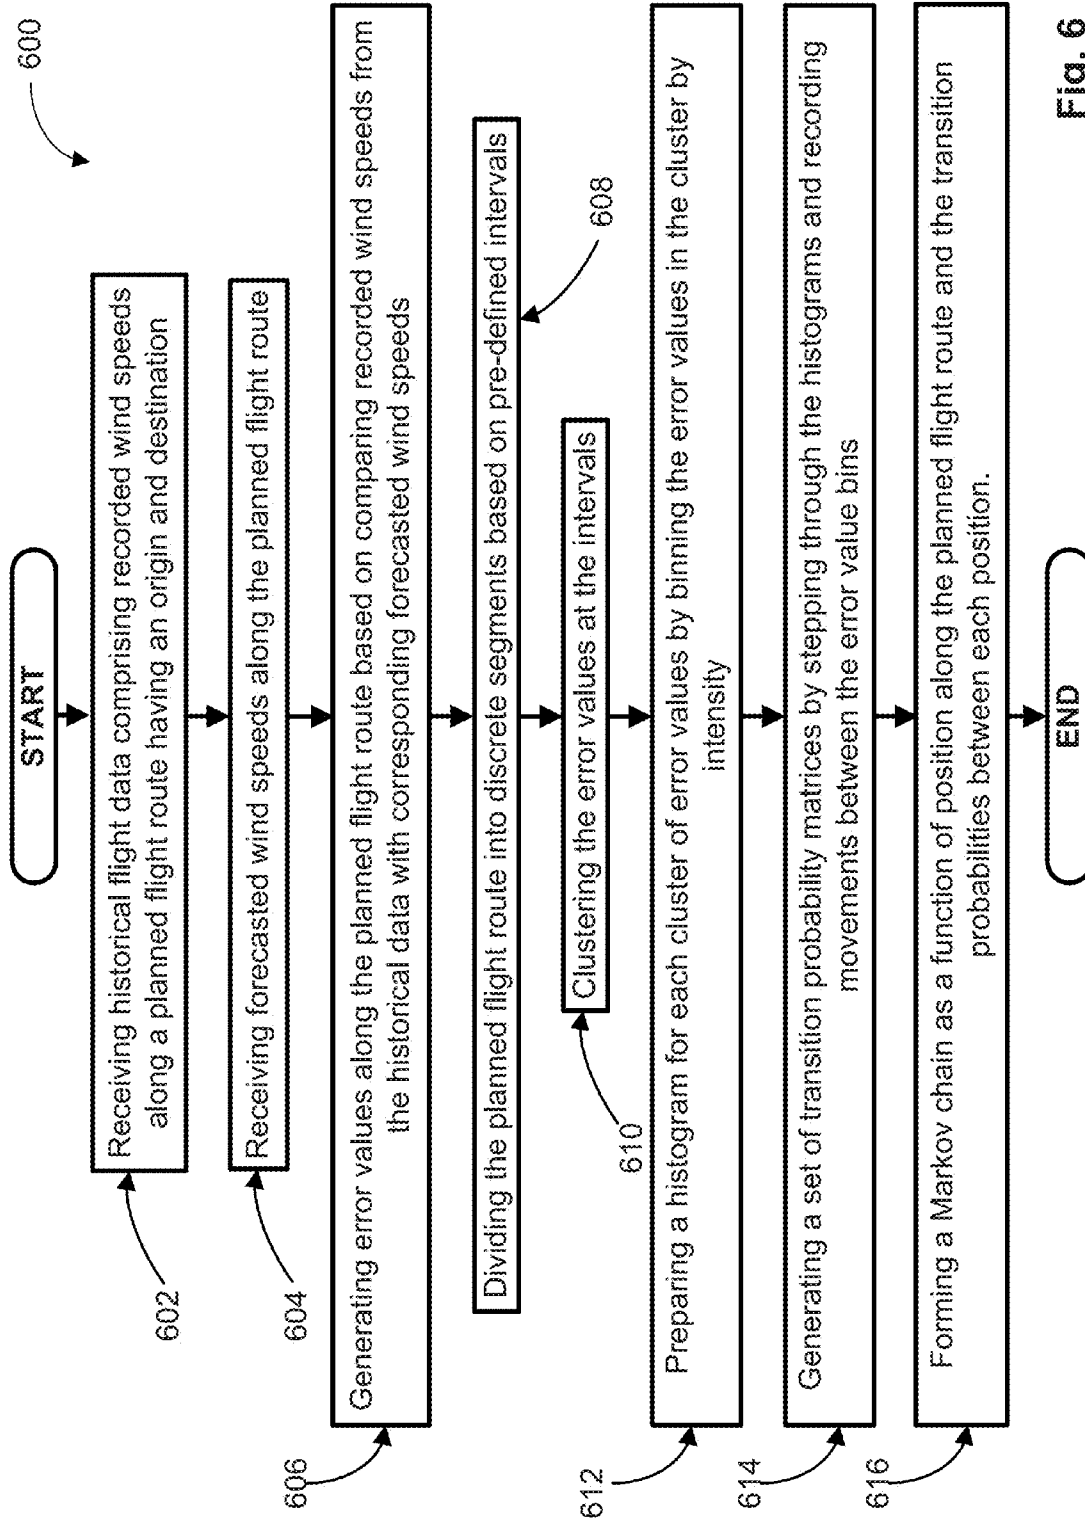 600
START
Receiving historical flight data comprising recorded wind speeds
along a planned flight route having an origin and destination
602
Receiving forecasted wind speeds along the planned flight route
604
Generating error values along the planned flight route based on comparing recorded wind speeds from
the historical data with corresponding forecasted wind speeds
606
Dividing the planned flight route into discrete segments based on pre-defined intervals
608
Clustering the error values at the intervals
610
Preparing a histogram for each cluster of error values by binning the error values in the cluster by
intensity
612
Generating a set of transition probability matrices by stepping through the histograms and recording
movements between the error value bins
614
Forming a Markov chain as a function of position along the planned flight route and the transition
probabilities between each position.
616
END
Fig. 6